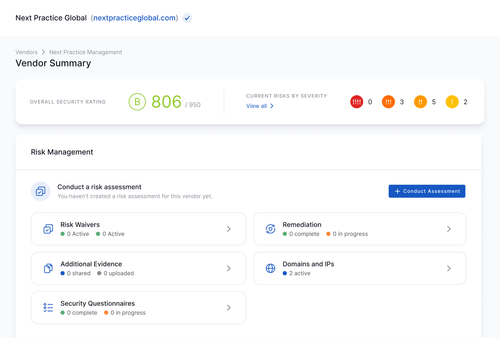 Next Practice Global (nextpracticeglobal.com)
Vendors > Next Practice Management
Vendor Summary
OVERALL SECURITY RATING
B 806 / 950
CURRENT RISKS BY SEVERITY
View all >
!!!! 0 !!! 3 !! 5 ! 2
Risk Management
Conduct a risk assessment
You haven't created a risk assessment for this vendor yet.
+ Conduct Assessment
Risk Waivers
0 Active 0 Active
Remediation
0 complete 0 in progress
Additional Evidence
0 shared 0 uploaded
Domains and IPs
2 active
Security Questionnaires
0 complete 0 in progress